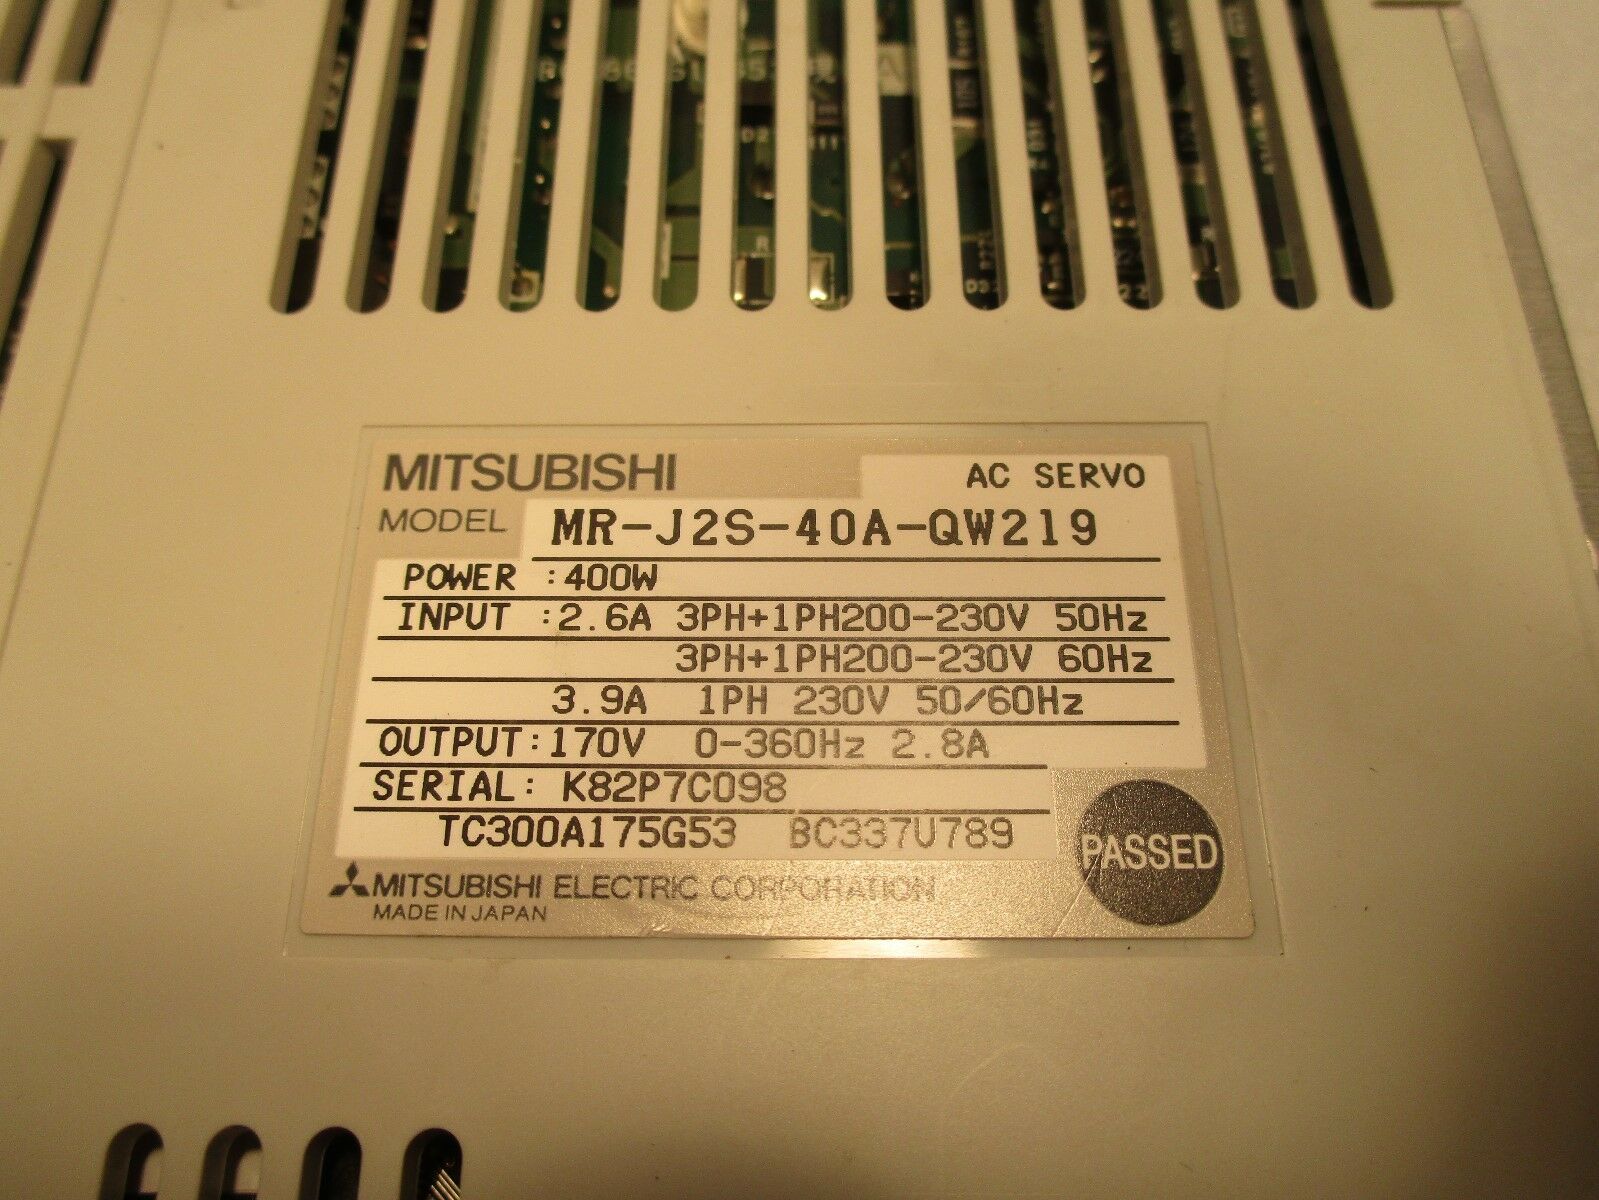 MITSUBISHI AC SERVO
MODEL MR-J2S-40A-QW219
POWER :400W
INPUT :2.6A 3PH+1PH200-230V 50Hz
3PH+1PH200-230V 60Hz
3.9A 1PH 230V 50/60Hz
OUTPUT:170V 0-360Hz 2.8A
SERIAL: K82P7C098
TC300A175G53 BC337U789
PASSED
MITSUBISHI ELECTRIC CORPORATION
MADE IN JAPAN